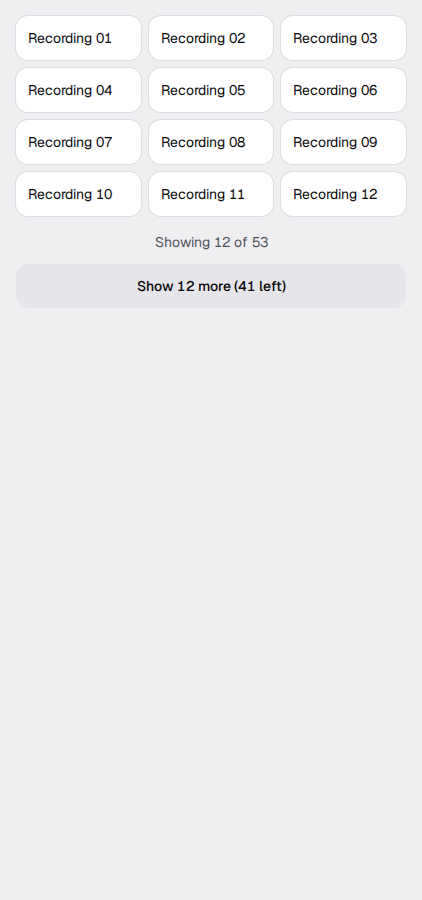 Recording 01 Recording 02 Recording 03
Recording 04 Recording 05 Recording 06
Recording 07 Recording 08 Recording 09
Recording 10 Recording 11 Recording 12
Showing 12 of 53
Show 12 more (41 left)